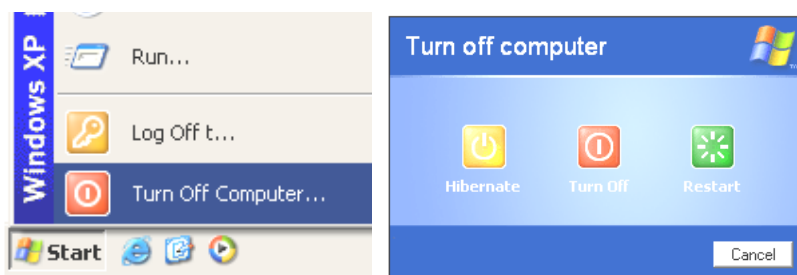 Windows XP
Run...
Log Off t...
Turn Off Computer...
Start
Turn off computer
Hibernate
Turn Off
Restart
Cancel